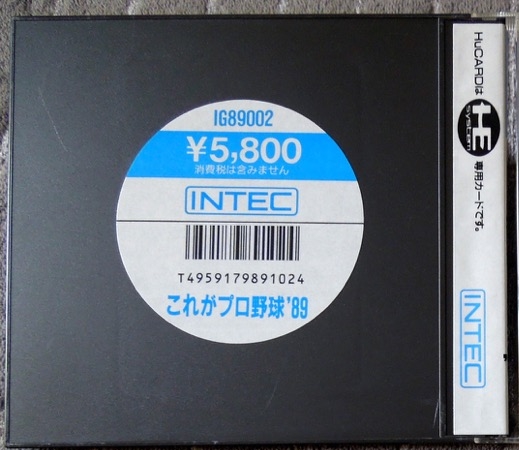 IG89002
¥5,800
消費税は含みません
INTEC
T4959179891024
これがプロ野球'89
HuCARDは
HE
system
専用カードです。
INTEC